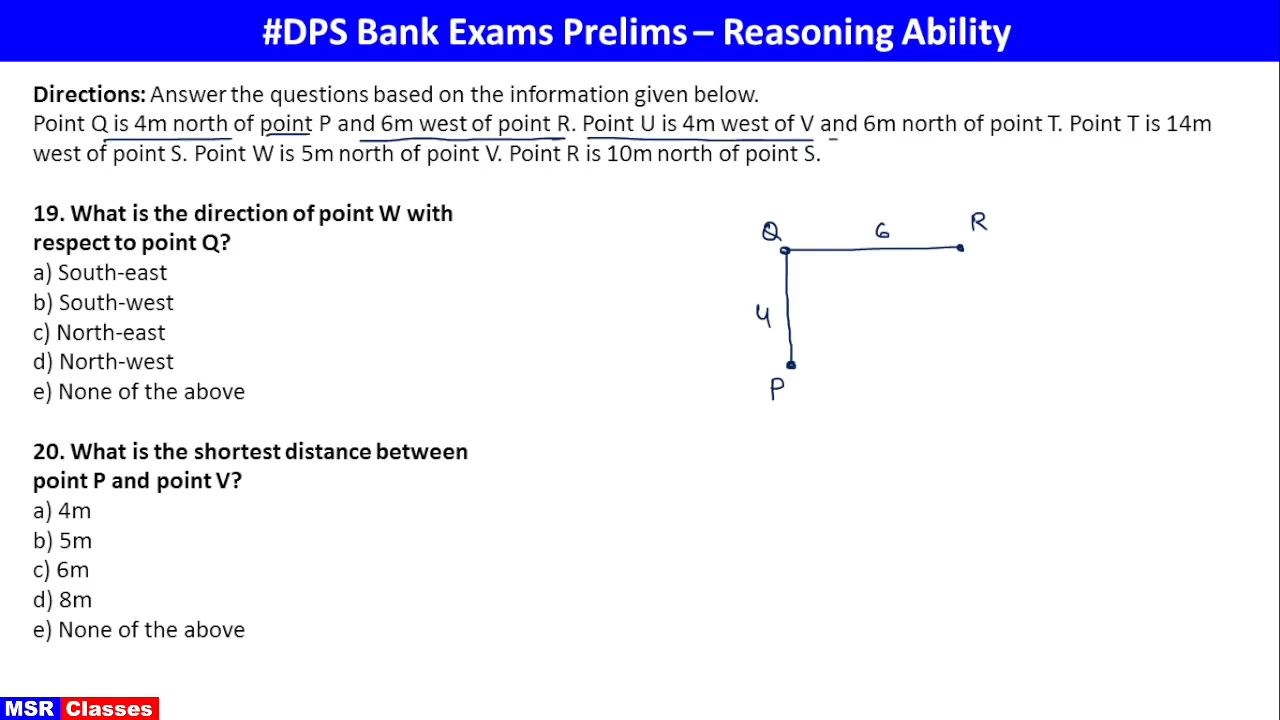 #DPS Bank Exams Prelims – Reasoning Ability
Directions: Answer the questions based on the information given below.
Point Q is 4m north of point P and 6m west of point R. Point U is 4m west of V and 6m north of point T. Point T is 14m
west of point S. Point W is 5m north of point V. Point R is 10m north of point S.
19. What is the direction of point W with
respect to point Q?
a) South-east
b) South-west
c) North-east
d) North-west
e) None of the above
20. What is the shortest distance between
point P and point V?
a) 4m
b) 5m
c) 6m
d) 8m
e) None of the above
Q 6 R
4
P
MSR Classes